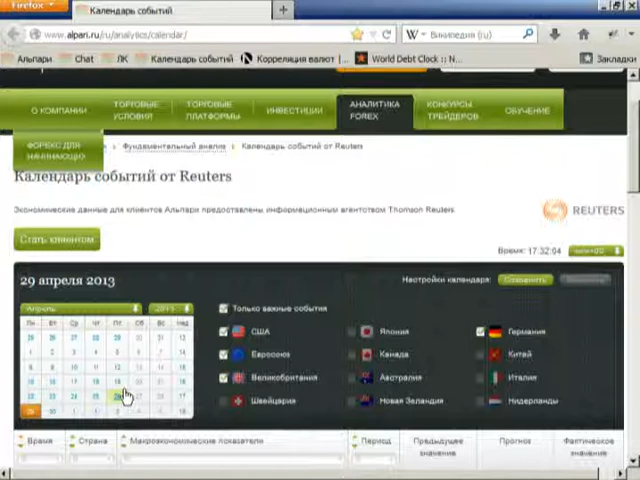 Firefox
Календарь событий
www.alpari.ru/ru/analytics/calendar/
Википедия (ru)
Альпари
Чат
ЛК
Календарь событий
Корреляция валют
World Debt Clock :: N...
Закладки
О КОМПАНИИ
ТОРГОВЫЕ УСЛОВИЯ
ТОРГОВЫЕ ПЛАТФОРМЫ
ИНВЕСТИЦИИ
АНАЛИТИКА FOREX
КОНКУРСЫ ТРЕЙДЕРОВ
ОБУЧЕНИЕ
ФОРЕКС ДЛЯ НАЧИНАЮЩИХ
Фундаментальный анализ
Календарь событий от Reuters
Календарь событий от Reuters
Экономические данные для клиентов Альпари предоставлены информационным агентством Thomson Reuters
REUTERS
Стать клиентом
Время: 17:32:04
29 апреля 2013
Настройки календаря:
Сохранить
Апрель
2013
Только важные события
США
Япония
Германия
Евросоюз
Канада
Китай
Великобритания
Австралия
Италия
Швейцария
Новая Зеландия
Нидерланды
Время
Страна
Макроэкономические показатели
Период
Предыдущее значение
Прогноз
Фактическое значение